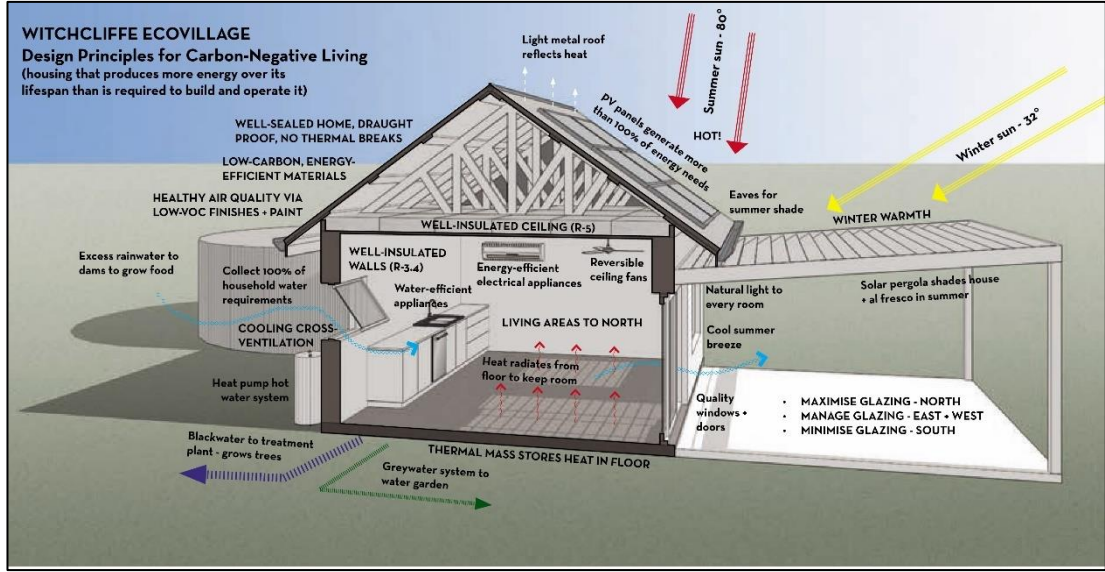 WITCHCLIFFE ECOVILLAGE
Design Principles for Carbon-Negative Living
(housing that produces more energy over its
lifespan than is required to build and operate it)
Light metal roof
reflects heat
Summer sun - 80°
HOT!
PV panels generate more
than 100% of energy needs
Winter sun - 32°
WELL-SEALED HOME, DRAUGHT
PROOF, NO THERMAL BREAKS
LOW-CARBON, ENERGY-
EFFICIENT MATERIALS
HEALTHY AIR QUALITY VIA
LOW-VOC FINISHES + PAINT
Eaves for
summer shade
WINTER WARMTH
WELL-INSULATED CEILING (R-5)
Excess rainwater to
dams to grow food
Collect 100% of
household water
requirements
WELL-INSULATED
WALLS (R-3.4)
Energy-efficient
electrical appliances
Reversible
ceiling fans
Water-efficient
appliances
Natural light to
every room
Solar pergola shades house
+ al fresco in summer
COOLING CROSS-
VENTILATION
LIVING AREAS TO NORTH
Cool summer
breeze
Heat radiates from
floor to keep room
Heat pump hot
water system
Quality
windows +
doors
• MAXIMISE GLAZING - NORTH
• MANAGE GLAZING - EAST + WEST
• MINIMISE GLAZING - SOUTH
Blackwater to treatment
plant - grows trees
THERMAL MASS STORES HEAT IN FLOOR
Greywater system to
water garden